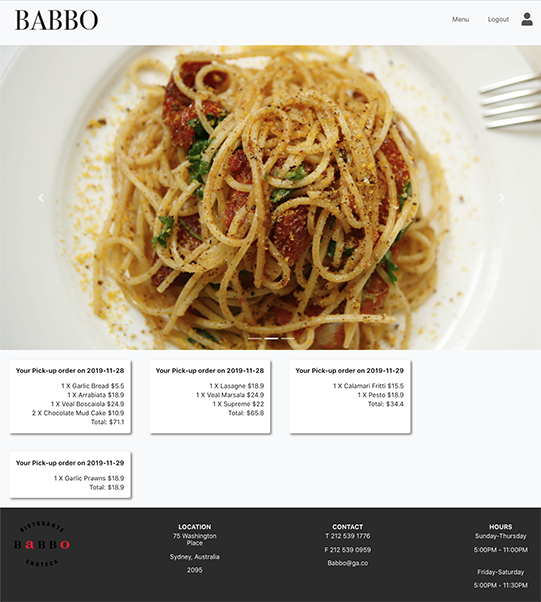 BABBO
Menu
Logout
Your Pick-up order on 2019-11-28
1 X Garlic Bread $5.5
1 X Arrabiata $18.9
1 X Veal Boscaiola $24.9
2 X Chocolate Mud Cake $10.9
Total: $71.1
Your Pick-up order on 2019-11-28
1 X Lasagne $18.9
1 X Veal Marsala $24.9
1 X Supreme $22
Total: $65.8
Your Pick-up order on 2019-11-29
1 X Calamari Fritti $15.5
1 X Pesto $18.9
Total: $34.4
Your Pick-up order on 2019-11-29
1 X Garlic Prawns $18.9
Total: $18.9
RISTORANTE
BaBBo
ENOTECA
LOCATION
75 Washington
Place
Sydney, Australia
2095
CONTACT
T 212 539 1776
F 212 539 0959
Babbo@ga.co
HOURS
Sunday-Thursday
5:00PM - 11:00PM
Friday-Saturday
5:00PM - 11:30PM